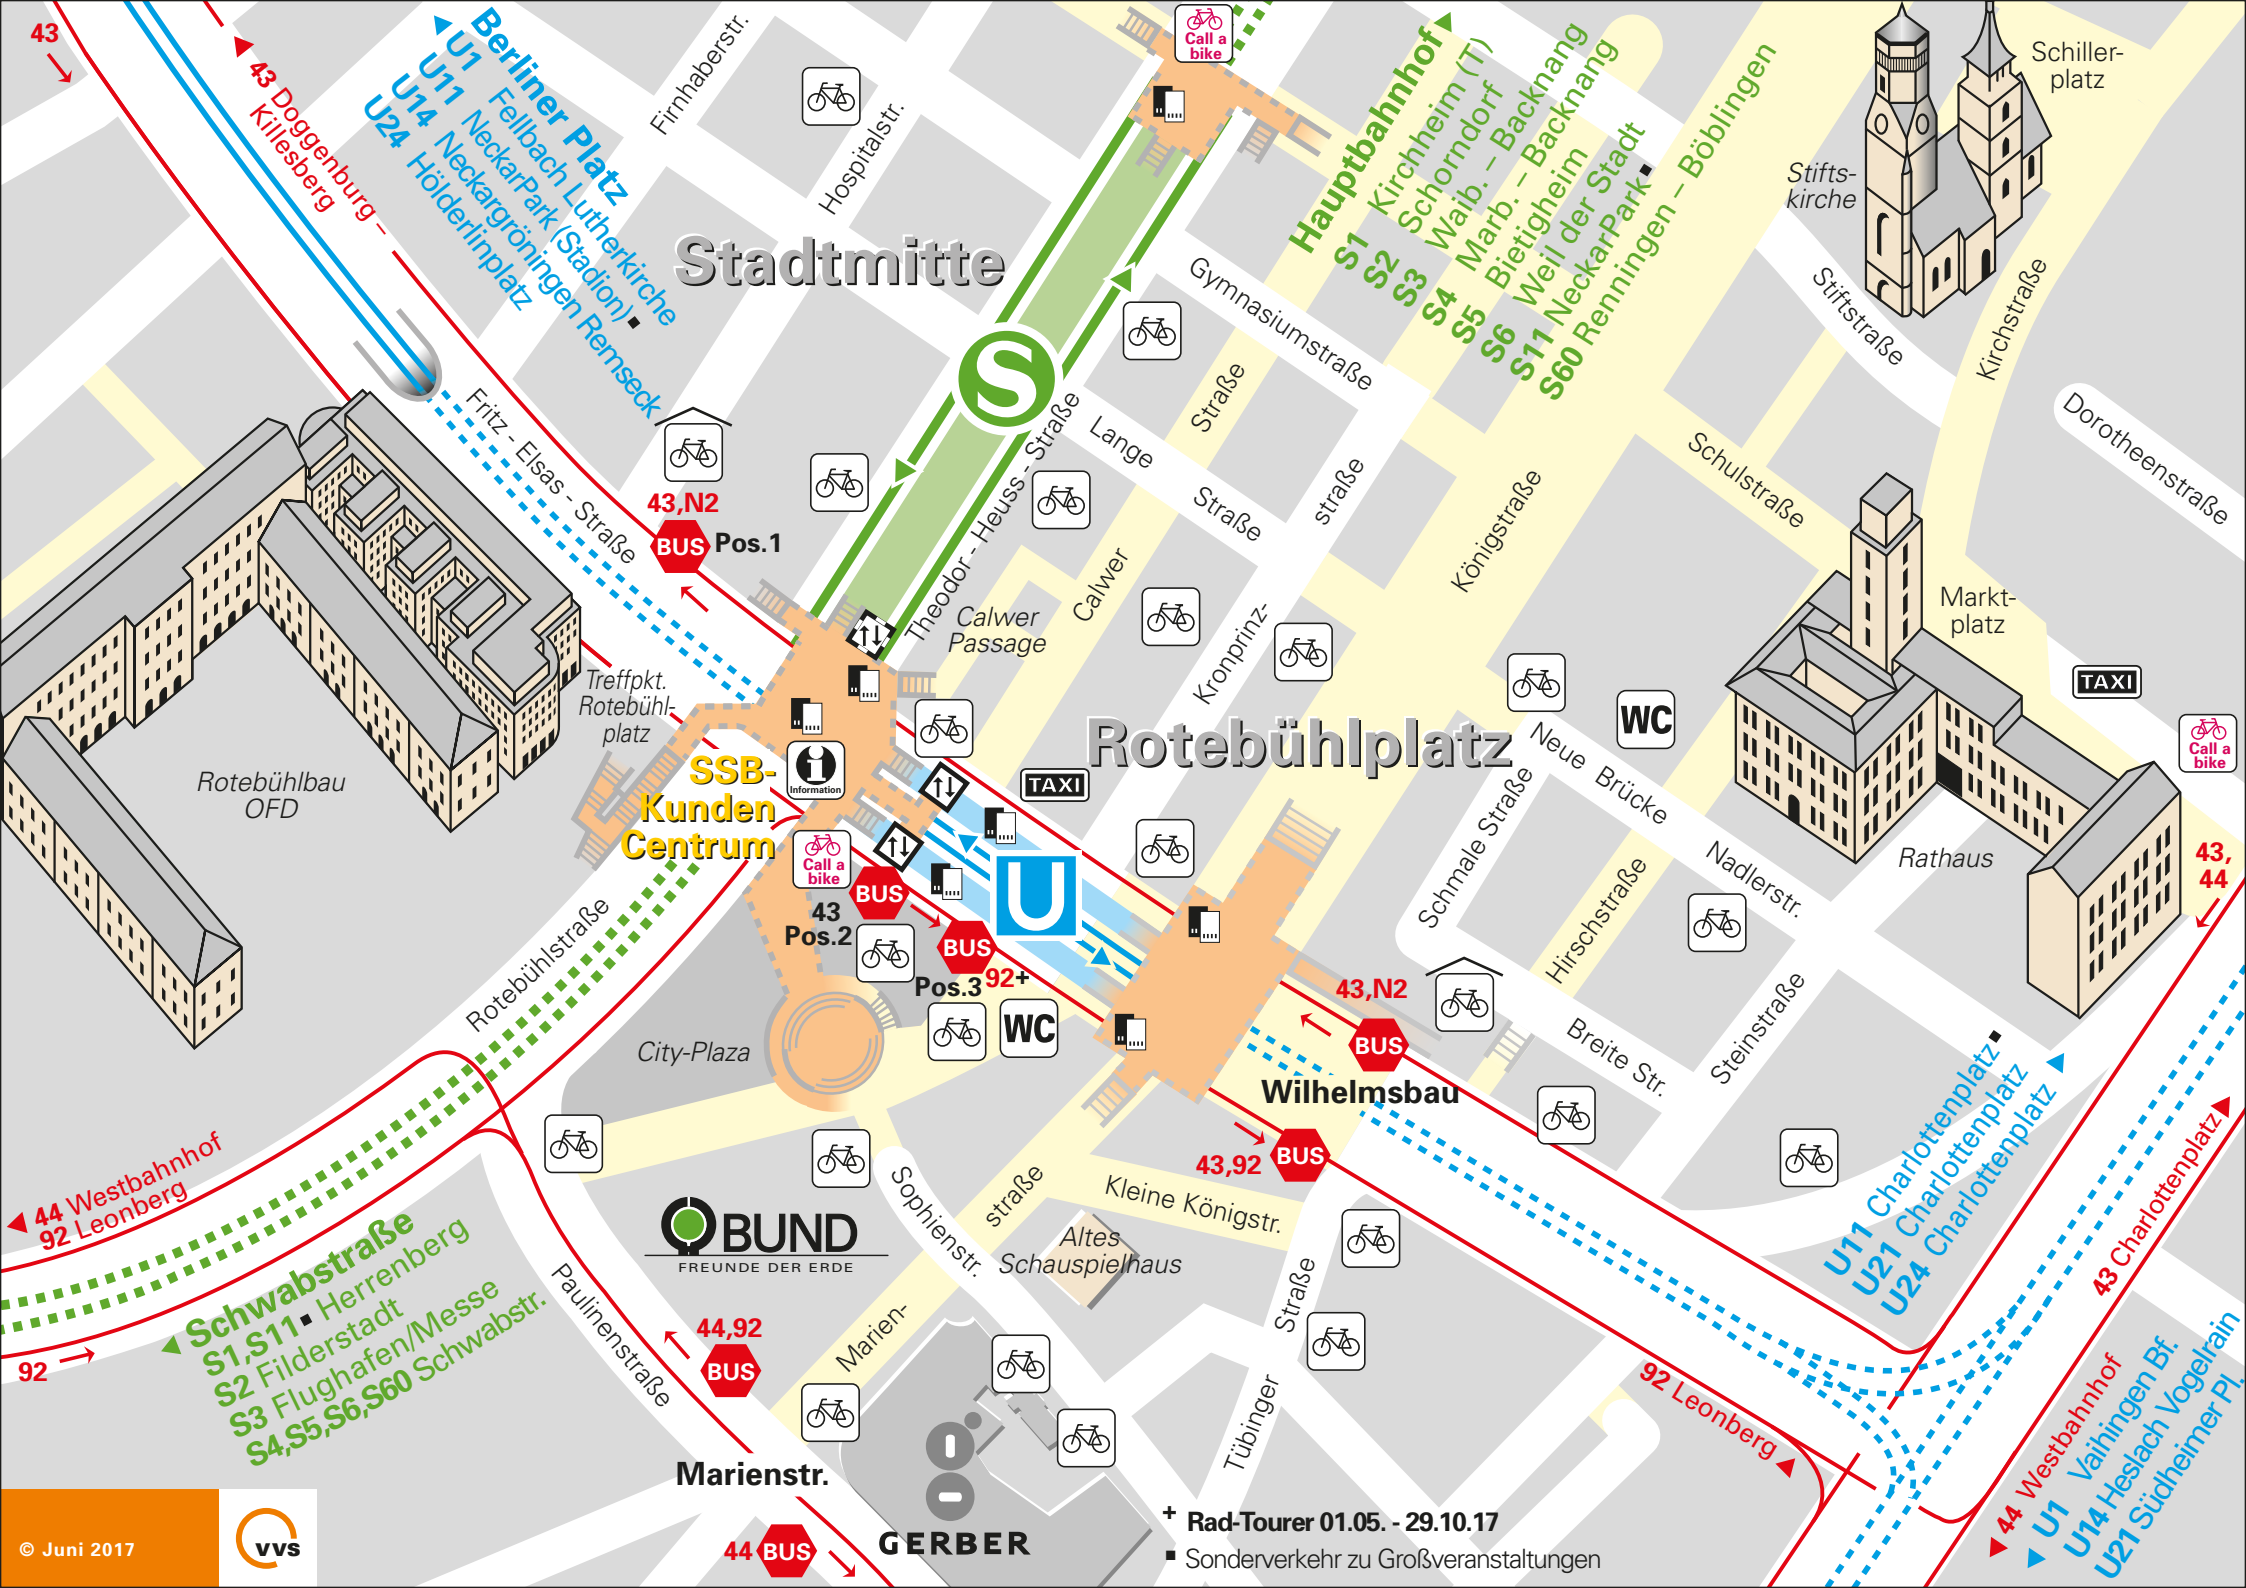 43
43 Doggenburg –
Killesberg
Berliner Platz
U1 Fellbach Lutherkirche
U11 NeckarPark (Stadion)▪
U14 Neckargröningen Remseck
U24 Hölderlinplatz
Firnhaberstr.
Hospitalstr.
Call a
bike
Hauptbahnhof
S1 Kirchheim (T)
S2 Schorndorf
S3 Waib. – Backnang
S4 Marb. – Backnang
S5 Bietigheim
S6 Weil der Stadt
S11 NeckarPark▪
S60 Renningen – Böblingen
Schiller-
platz
Stifts-
kirche
Stiftstraße
Kirchstraße
Dorotheenstraße
Stadtmitte
S
Gymnasiumstraße
Straße
Lange
Straße
straße
Königstraße
Schulstraße
Fritz - Elsas - Straße
43,N2
BUS Pos.1
Theodor - Heuss - Straße
Calwer
Passage
Calwer
Kronprinz-
Markt-
platz
TAXI
Call a
bike
Treffpkt.
Rotebühl-
platz
Rotebühlbau
OFD
SSB-
Kunden
Centrum
i
Information
Rotebühlplatz
TAXI
WC
Neue Brücke
Nadlerstr.
Schmale Straße
Hirschstraße
Steinstraße
Rathaus
43,
44
Call a
bike
BUS
43
Pos.2
BUS
Pos.3 92+
U
WC
Rotebühlstraße
City-Plaza
43,N2
BUS
Wilhelmsbau
Breite Str.
43,92 BUS
U11 Charlottenplatz▪
U21 Charlottenplatz
U24 Charlottenplatz
43 Charlottenplatz
44 Westbahnhof
92 Leonberg
Schwabstraße
S1,S11▪ Herrenberg
S2 Filderstadt
S3 Flughafen/Messe
S4,S5,S6,S60 Schwabstr.
92
BUND
FREUNDE DER ERDE
Sophienstr.
straße
Kleine Königstr.
Altes
Schauspielhaus
Marien-
Paulinenstraße
44,92
BUS
Straße
Tübinger
92 Leonberg
44 Westbahnhof
U1 Vaihingen Bf.
U14 Heslach Vogelrain
U21 Südheimer Pl.
Marienstr.
44 BUS
GERBER
+ Rad-Tourer 01.05. - 29.10.17
▪ Sonderverkehr zu Großveranstaltungen
© Juni 2017
vvs